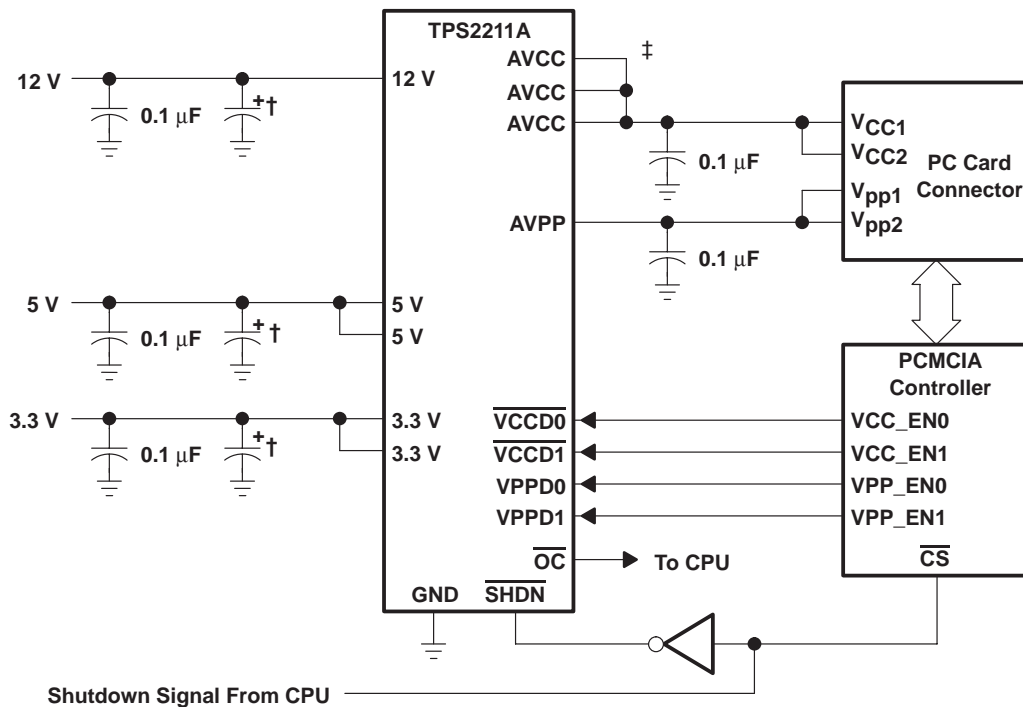 TPS2211A
AVCC
‡
12 V
12 V
AVCC
+†
0.1 μF
AVCC
VCC1
0.1 μF
VCC2
PC Card
Connector
Vpp1
AVPP
Vpp2
0.1 μF
5 V
5 V
+†
0.1 μF
5 V
PCMCIA
Controller
3.3 V
3.3 V
VCCD0
VCC_EN0
+†
0.1 μF
3.3 V
VCCD1
VCC_EN1
VPPD0
VPP_EN0
VPPD1
VPP_EN1
OC
To CPU
CS
GND
SHDN
Shutdown Signal From CPU